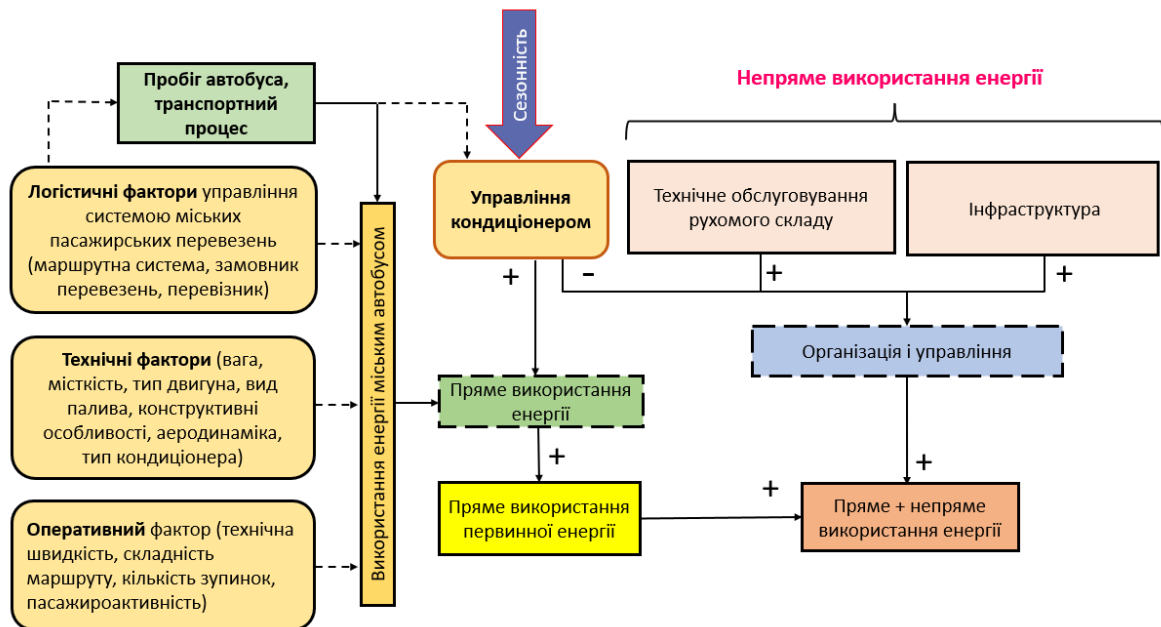 Пробіг автобуса,
транспортний
процес
Сезонність
Непряме використання енергії
Логістичні фактори управління
системою міських
пасажирських перевезень
(маршрутна система, замовник
перевезень, перевізник)
Управління
кондиціонером
Технічне обслуговування
рухомого складу
Інфраструктура
+
-
+
+
Використання енергії міським автобусом
Технічні фактори (вага,
місткість, тип двигуна, вид
палива, конструктивні
особливості, аеродинаміка,
тип кондиціонера)
Організація і управління
Пряме використання
енергії
+
+
+
Оперативний фактор (технічна
швидкість, складність
маршруту, кількість зупинок,
пасажироактивність)
Пряме використання
первинної енергії
Пряме + непряме
використання енергії